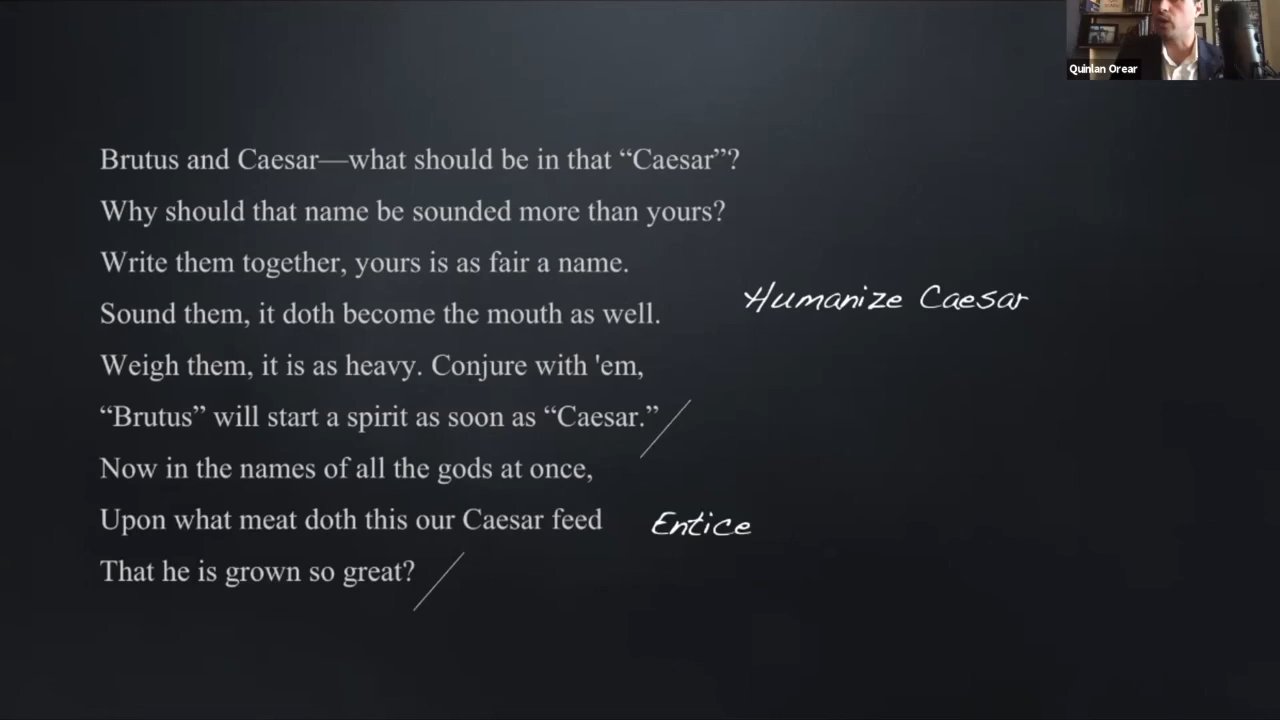 Quinlan Orear
Brutus and Caesar—what should be in that “Caesar”?
Why should that name be sounded more than yours?
Write them together, yours is as fair a name.
Humanize Caesar
Sound them, it doth become the mouth as well.
Weigh them, it is as heavy. Conjure with 'em,
“Brutus” will start a spirit as soon as “Caesar.”
Now in the names of all the gods at once,
Upon what meat doth this our Caesar feed
Entice
That he is grown so great?